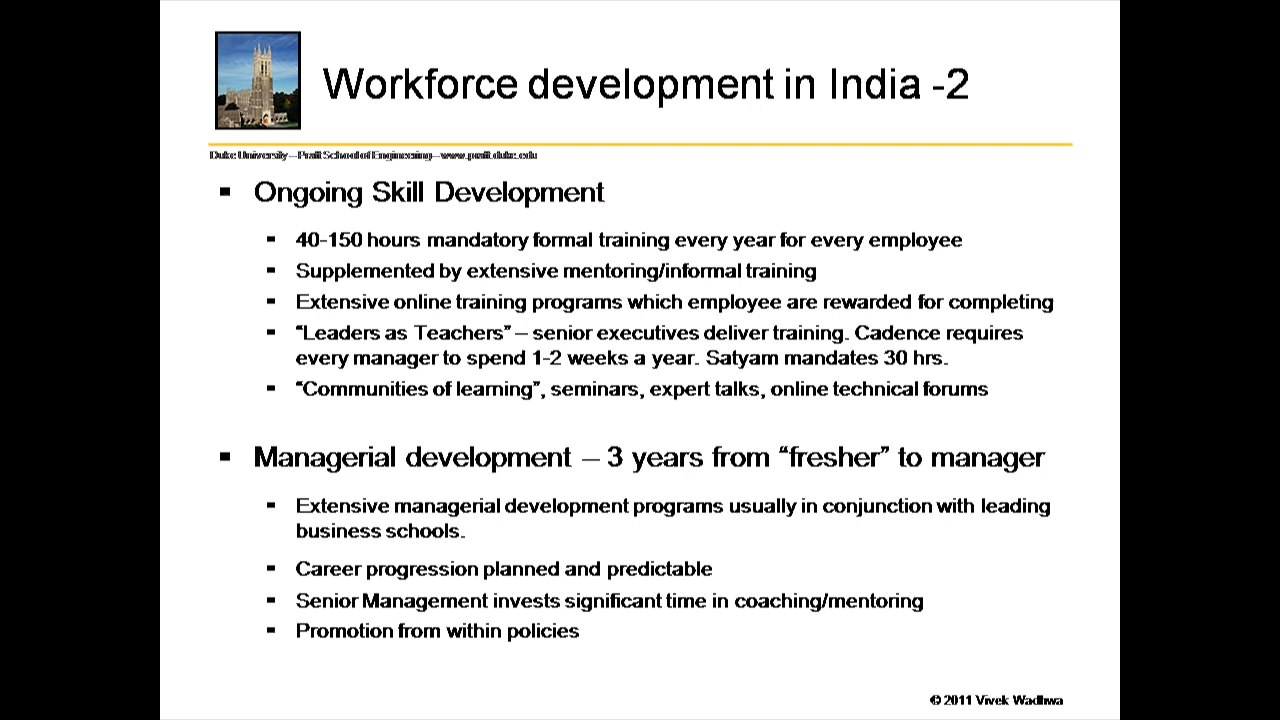 Workforce development in India -2
Duke University – Pratt School of Engineering – www.pratt.duke.edu
▪ Ongoing Skill Development
▪ 40-150 hours mandatory formal training every year for every employee
▪ Supplemented by extensive mentoring/informal training
▪ Extensive online training programs which employee are rewarded for completing
▪ “Leaders as Teachers” – senior executives deliver training. Cadence requires
every manager to spend 1-2 weeks a year. Satyam mandates 30 hrs.
▪ “Communities of learning”, seminars, expert talks, online technical forums
▪ Managerial development – 3 years from “fresher” to manager
▪ Extensive managerial development programs usually in conjunction with leading
business schools.
▪ Career progression planned and predictable
▪ Senior Management invests significant time in coaching/mentoring
▪ Promotion from within policies
© 2011 Vivek Wadhwa